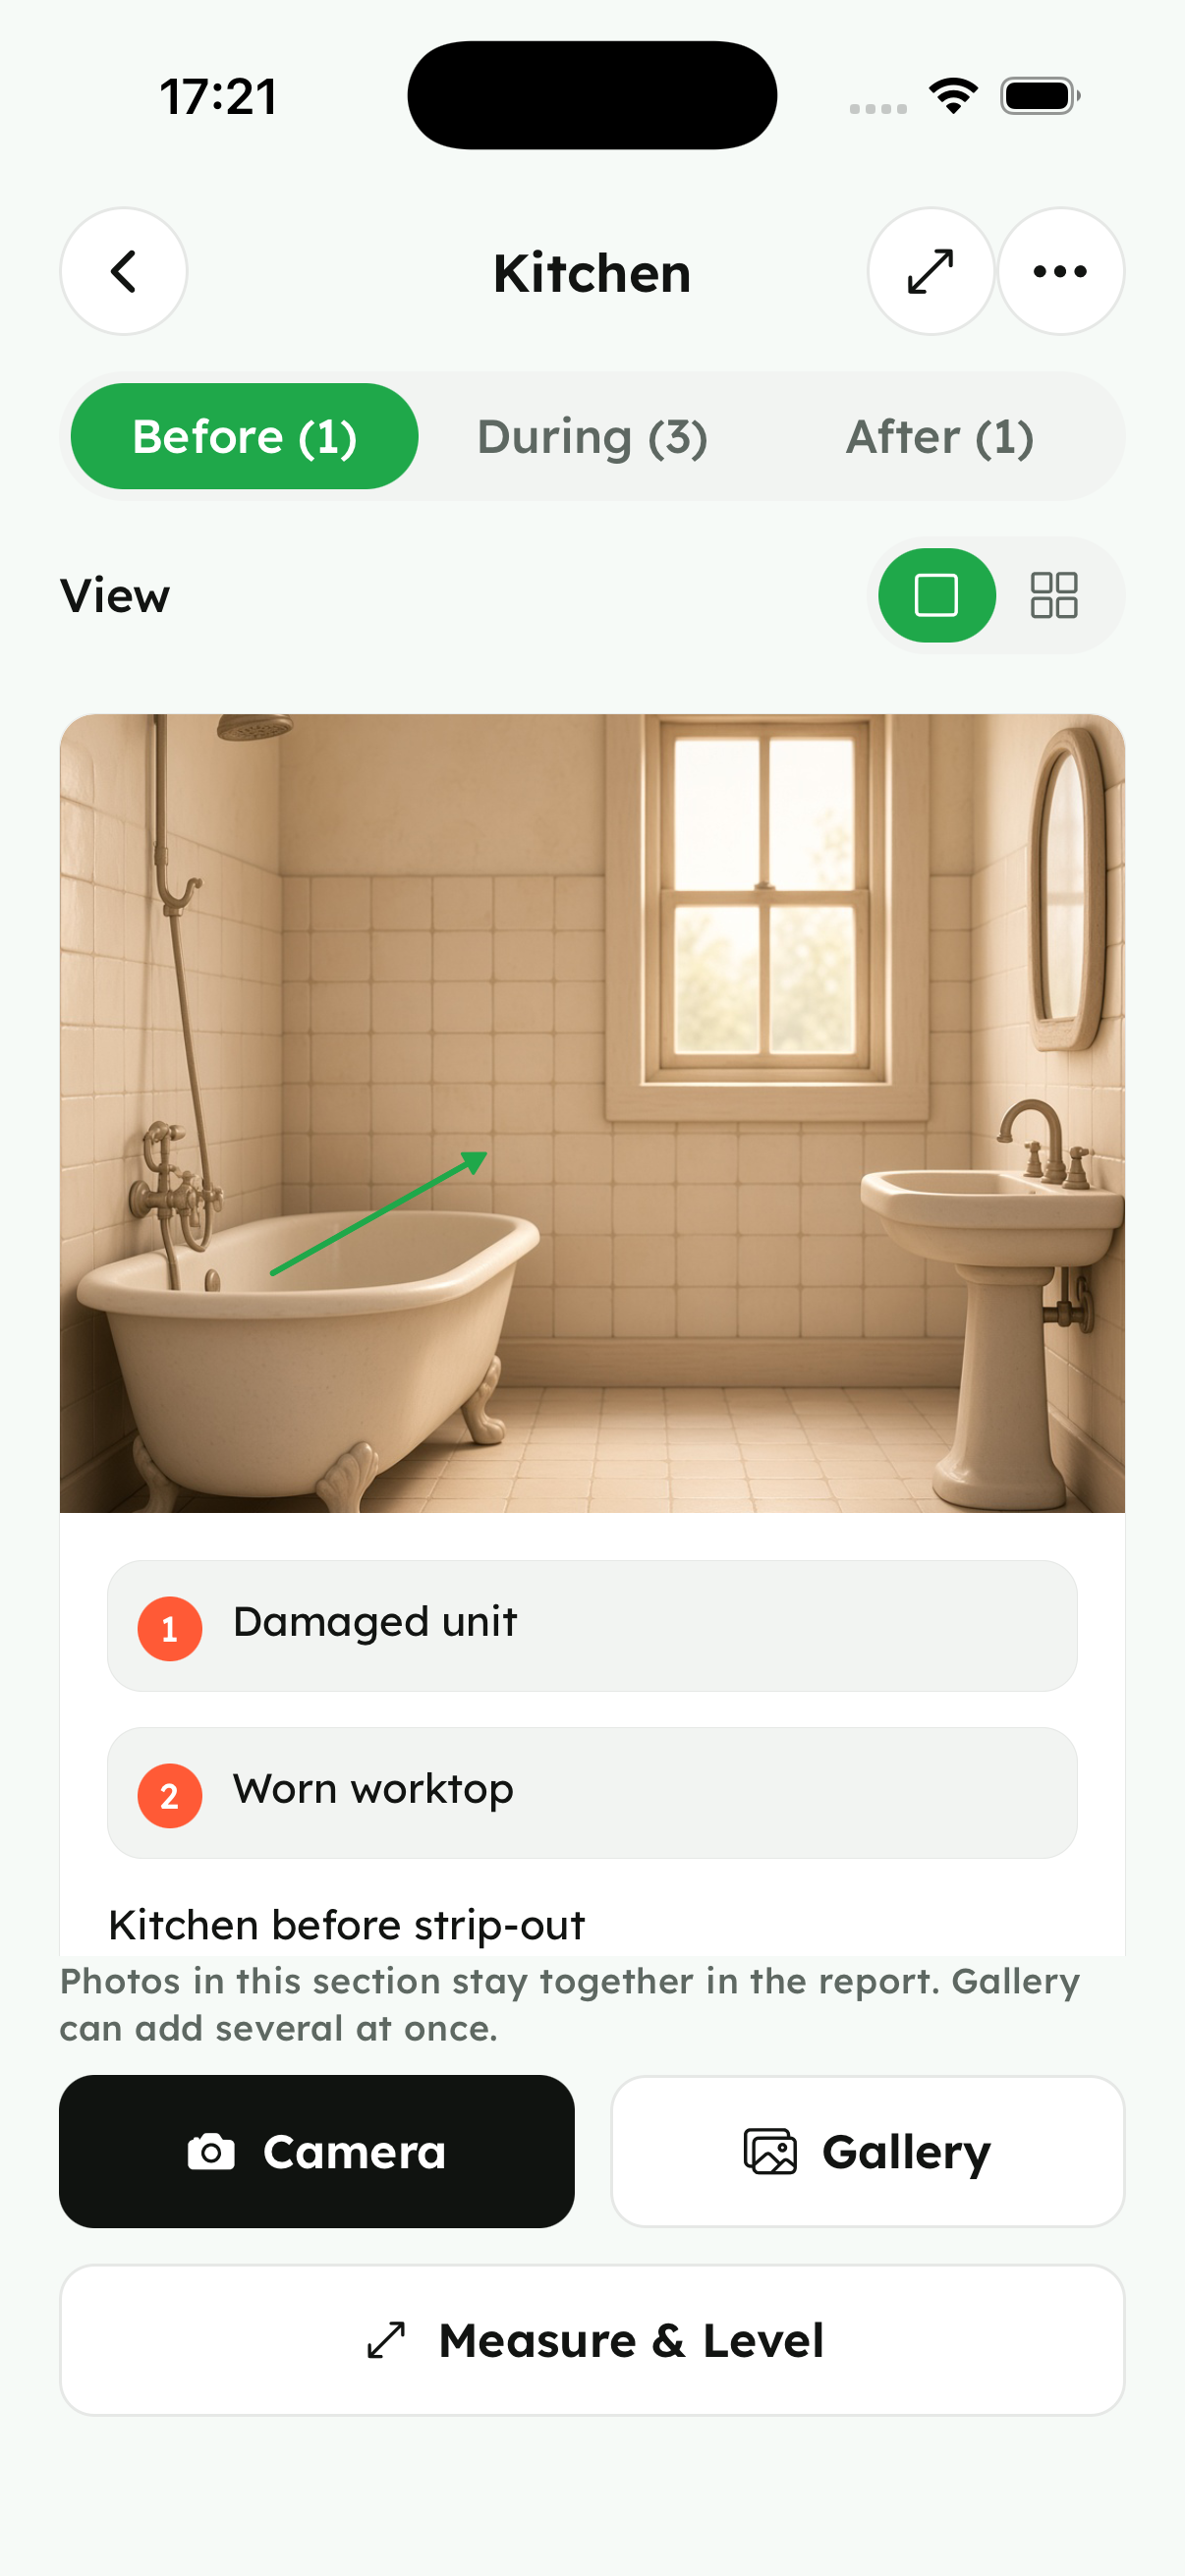 17:21
Kitchen
Before (1) During (3) After (1)
View
1 Damaged unit
2 Worn worktop
Kitchen before strip-out
Photos in this section stay together in the report. Gallery
can add several at once.
Camera Gallery
Measure & Level